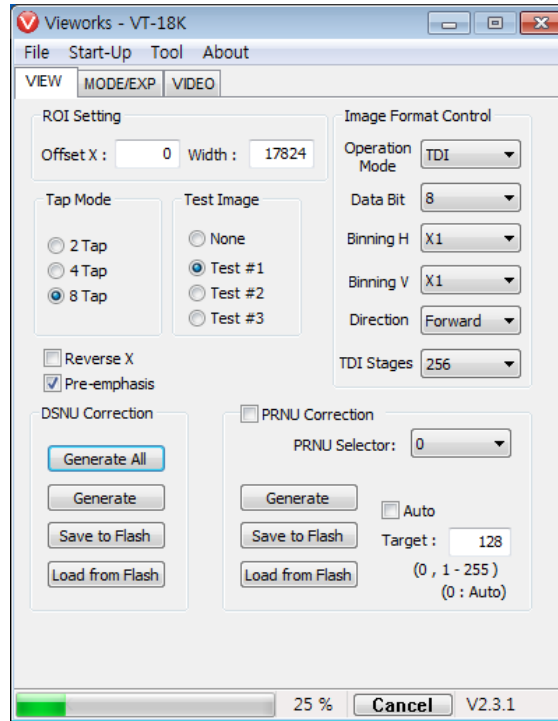 Vieworks - VT-18K
File Start-Up Tool About
VIEW MODE/EXP VIDEO
ROI Setting
Offset X : 0 Width : 17824
Tap Mode
2 Tap
4 Tap
8 Tap
Test Image
None
Test #1
Test #2
Test #3
Image Format Control
Operation Mode TDI
Data Bit 8
Binning H X1
Binning V X1
Direction Forward
TDI Stages 256
Reverse X
Pre-emphasis
DSNU Correction
Generate All
Generate
Save to Flash
Load from Flash
PRNU Correction
PRNU Selector: 0
Generate
Save to Flash
Load from Flash
Auto
Target : 128
(0 , 1 - 255 )
(0 : Auto)
25 % Cancel V2.3.1